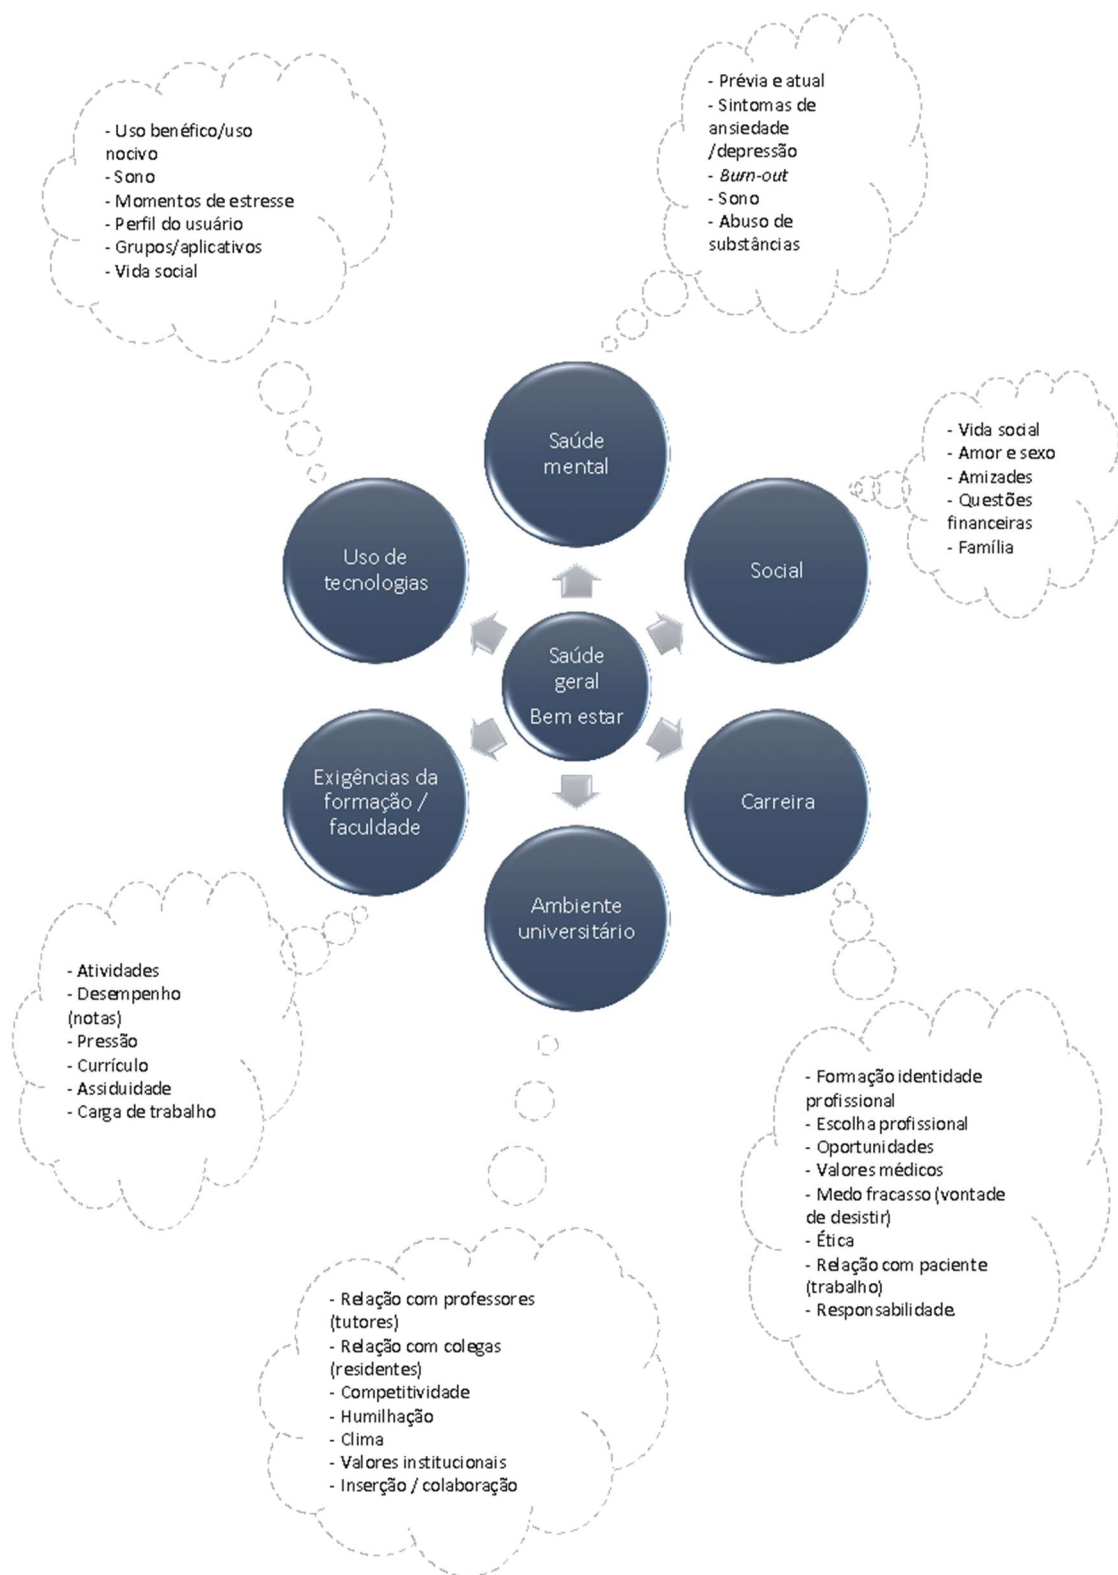 - Uso benéfico/uso
nocivo
- Sono
- Momentos de estresse
- Perfil do usuário
- Grupos/aplicativos
- Vida social
- Prévia e atual
- Sintomas de
ansiedade
/depressão
- Burn-out
- Sono
- Abuso de
substâncias
- Vida social
- Amor e sexo
- Amizades
- Questões
financeiras
- Família
Saúde
mental
Uso de
tecnologias
Social
Saúde
geral
Bem estar
Exigências da
formação /
faculdade
Carreira
Ambiente
universitário
- Atividades
- Desempenho
(notas)
- Pressão
- Currículo
- Assiduidade
- Carga de trabalho
- Formação identidade
profissional
- Escolha profissional
- Oportunidades
- Valores médicos
- Medo fracasso (vontade
de desistir)
- Ética
- Relação com paciente
(trabalho)
- Responsabilidade.
- Relação com professores
(tutores)
- Relação com colegas
(residentes)
- Competitividade
- Humilhação
- Clima
- Valores institucionais
- Inserção / colaboração